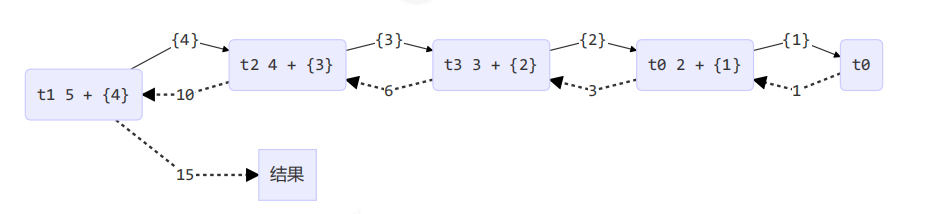 {4}
{3}
{2}
{1}
t1 5 + {4}
t2 4 + {3}
t3 3 + {2}
t0 2 + {1}
t0
10
6
3
1
15
结果